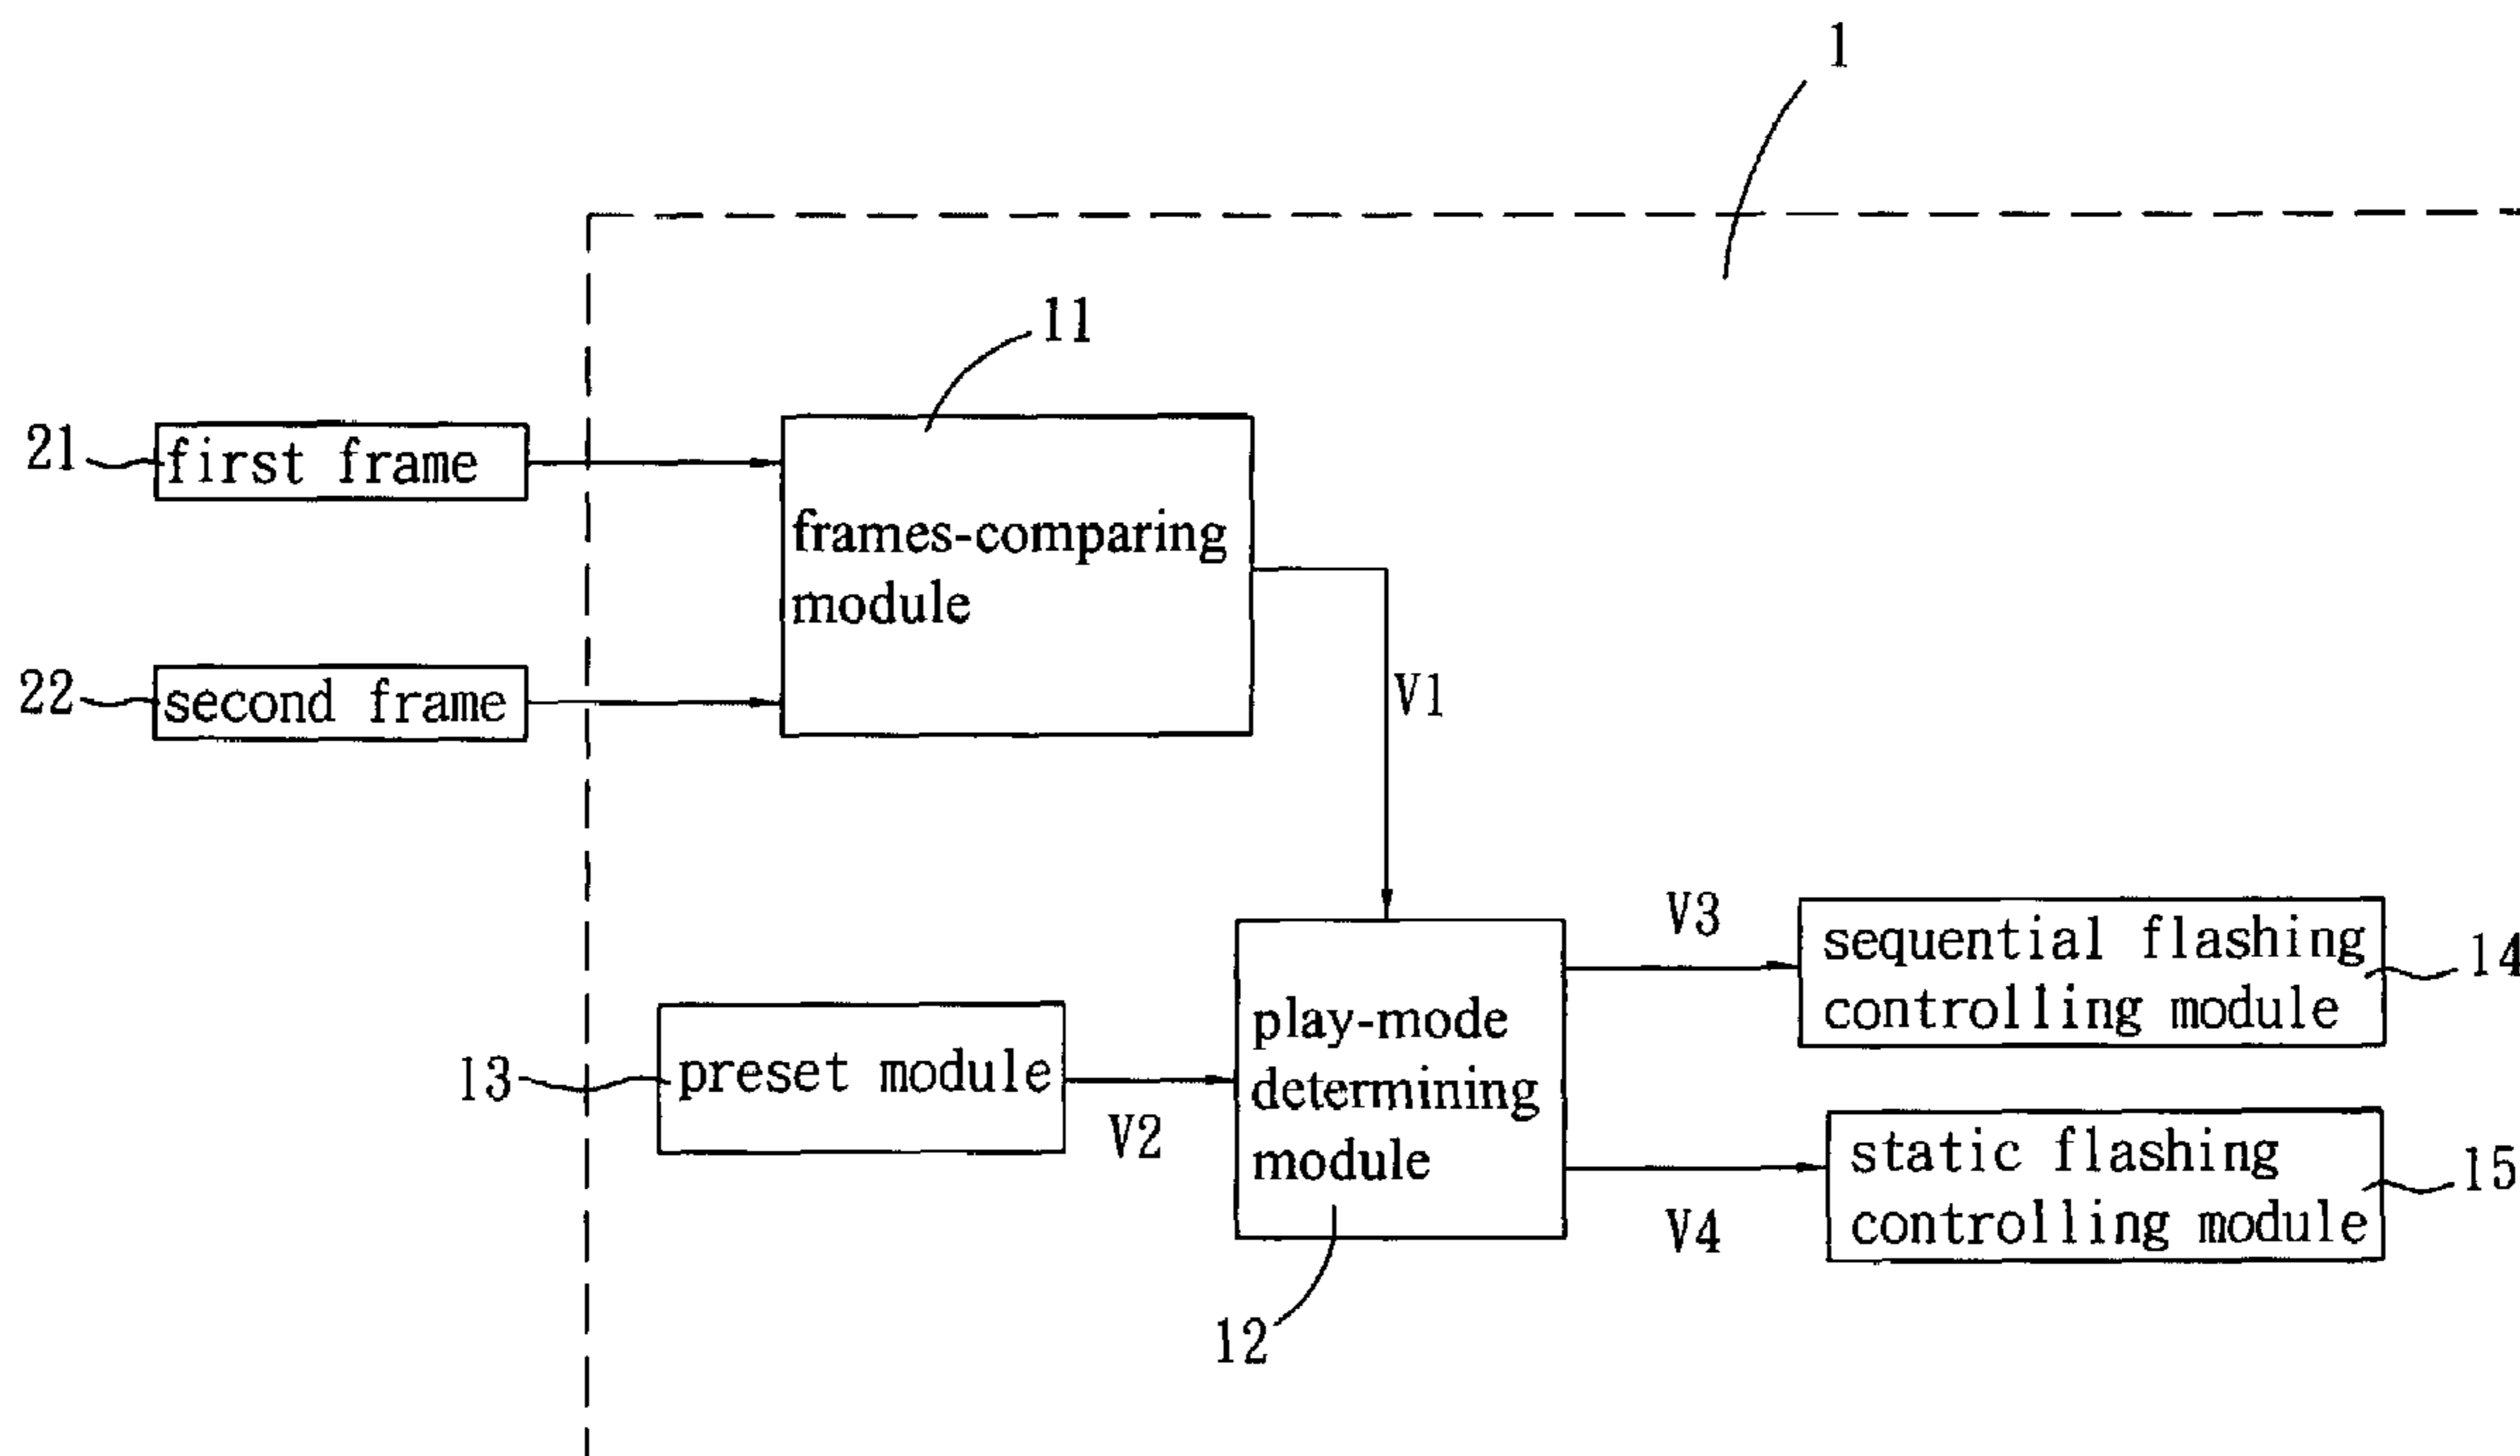 1
11
21
first frame
frames-comparing
module
22
second frame
V1
V3
sequential flashing
controlling module
14
play-mode
determining
module
13
preset module
V2
static flashing
controlling module
15
V4
12